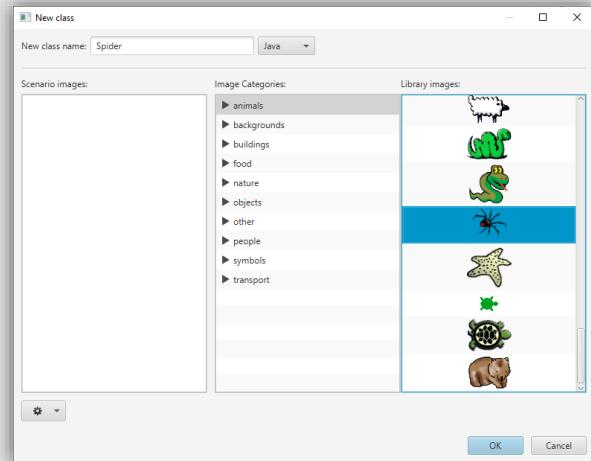 New class
New class name: Spider Java
Scenario images: Image Categories: Library images:
animals
backgrounds
buildings
food
nature
objects
other
people
symbols
transport
OK Cancel